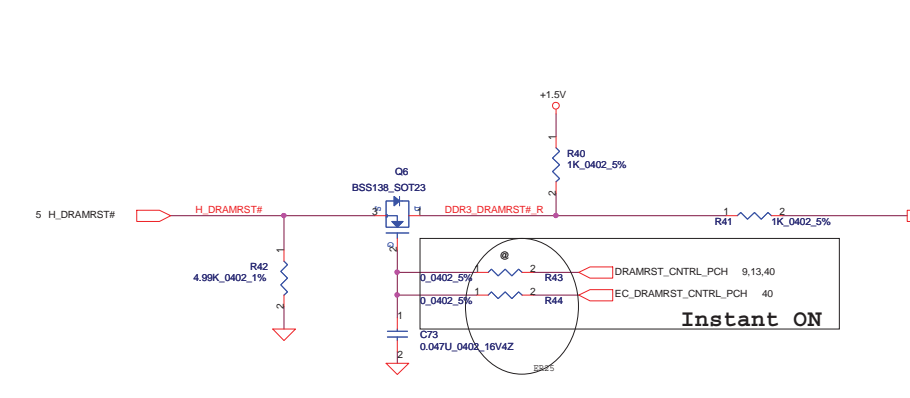 +1.5V
R40
1K_0402_5%
1
2
Q6
BSS138_SOT23
5 H_DRAMRST#
H_DRAMRST#
3
S
D
1
DDR3_DRAMRST#_R
R41
1
2
1K_0402_5%
G
2
R42
4.99K_0402_1%
1
2
@
0_0402_5%
1
2
R43
DRAMRST_CNTRL_PCH 9,13,40
0_0402_5%
1
2
R44
EC_DRAMRST_CNTRL_PCH 40
Instant ON
1
C73
0.047U_0402_16V4Z
2
ER25